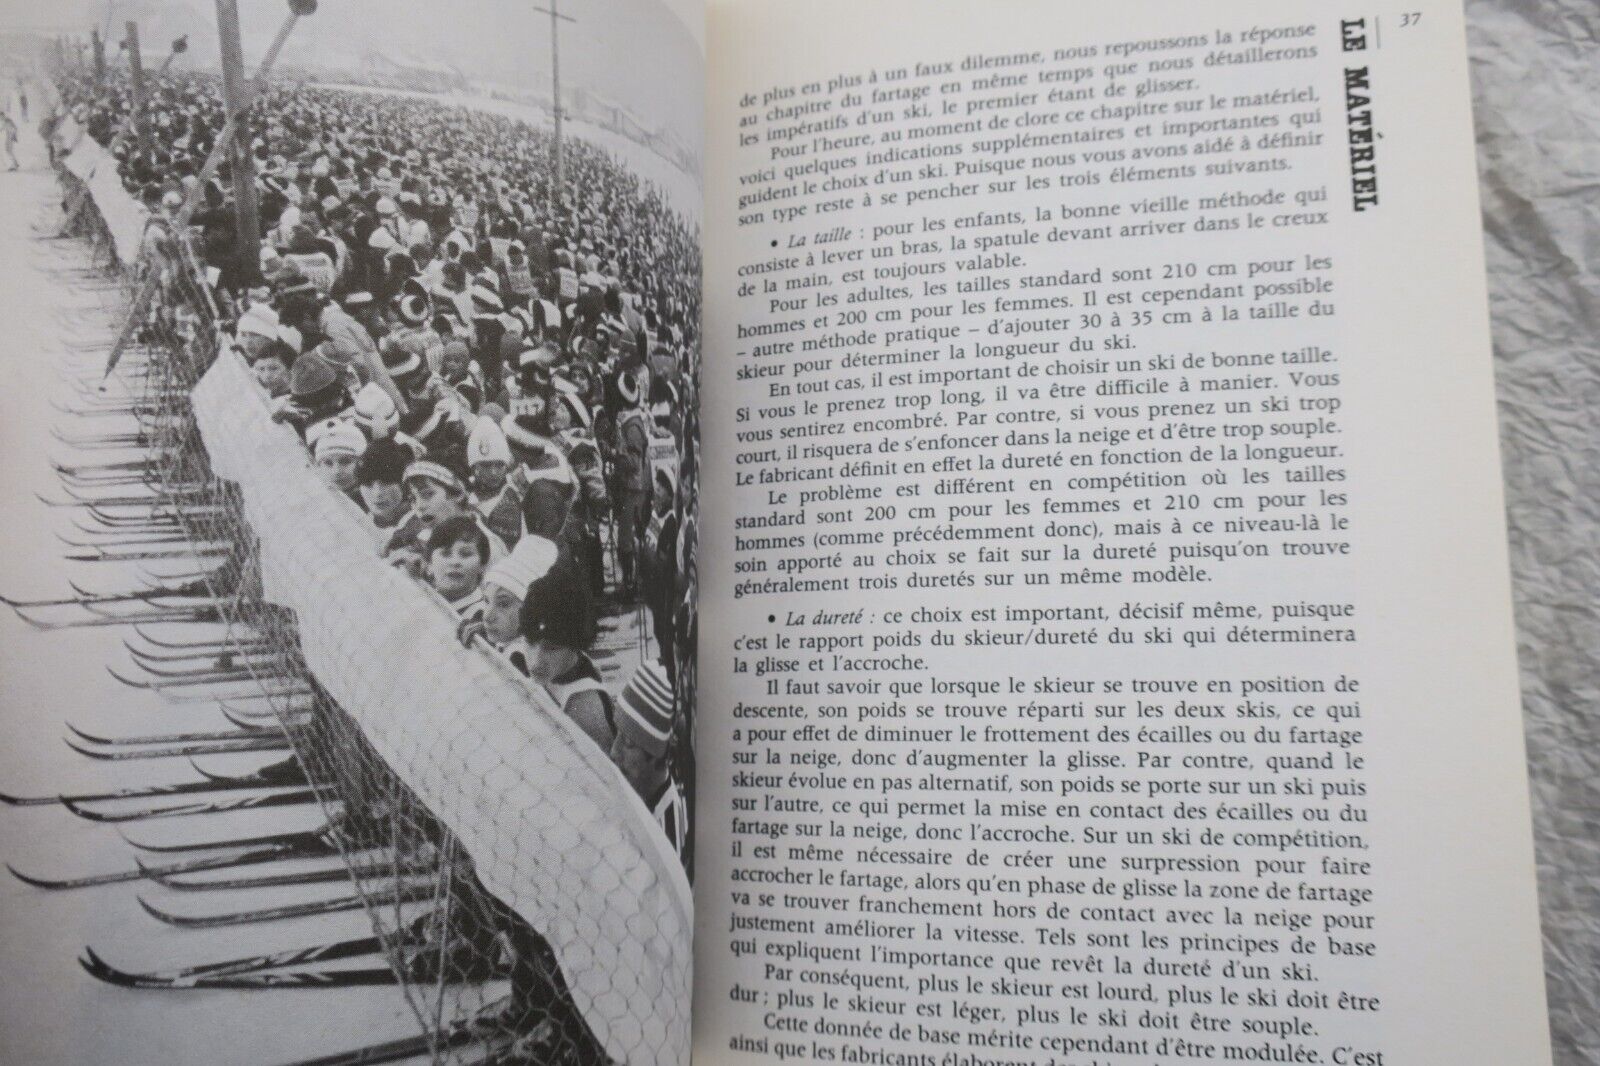 37
LE MATÉRIEL
de plus en plus à un faux dilemme, nous repoussons la réponse
au chapitre du fartage en même temps que nous détaillerons
les impératifs d'un ski, le premier étant de glisser.
Pour l'heure, au moment de clore ce chapitre sur le matériel,
voici quelques indications supplémentaires et importantes qui
guident le choix d'un ski. Puisque nous vous avons aidé à définir
son type reste à se pencher sur les trois éléments suivants.
• La taille : pour les enfants, la bonne vieille méthode qui
consiste à lever un bras, la spatule devant arriver dans le creux
de la main, est toujours valable.
Pour les adultes, les tailles standard sont 210 cm pour les
hommes et 200 cm pour les femmes. Il est cependant possible
– autre méthode pratique – d'ajouter 30 à 35 cm à la taille du
skieur pour déterminer la longueur du ski.
En tout cas, il est important de choisir un ski de bonne taille.
Si vous le prenez trop long, il va être difficile à manier. Vous
vous sentirez encombré. Par contre, si vous prenez un ski trop
court, il risquera de s'enfoncer dans la neige et d'être trop souple.
Le fabricant définit en effet la dureté en fonction de la longueur.
Le problème est différent en compétition où les tailles
standard sont 200 cm pour les femmes et 210 cm pour les
hommes (comme précédemment donc), mais à ce niveau-là le
soin apporté au choix se fait sur la dureté puisqu'on trouve
généralement trois duretés sur un même modèle.
• La dureté : ce choix est important, décisif même, puisque
c'est le rapport poids du skieur/dureté du ski qui déterminera
la glisse et l'accroche.
Il faut savoir que lorsque le skieur se trouve en position de
descente, son poids se trouve réparti sur les deux skis, ce qui
a pour effet de diminuer le frottement des écailles ou du fartage
sur la neige, donc d'augmenter la glisse. Par contre, quand le
skieur évolue en pas alternatif, son poids se porte sur un ski puis
sur l'autre, ce qui permet la mise en contact des écailles ou du
fartage sur la neige, donc l'accroche. Sur un ski de compétition,
il est même nécessaire de créer une surpression pour faire
accrocher le fartage, alors qu'en phase de glisse la zone de fartage
va se trouver franchement hors de contact avec la neige pour
justement améliorer la vitesse. Tels sont les principes de base
qui expliquent l'importance que revêt la dureté d'un ski.
Par conséquent, plus le skieur est lourd, plus le ski doit être
dur ; plus le skieur est léger, plus le ski doit être souple.
Cette donnée de base mérite cependant d'être modulée. C'est
ainsi que les fabricants élaborent